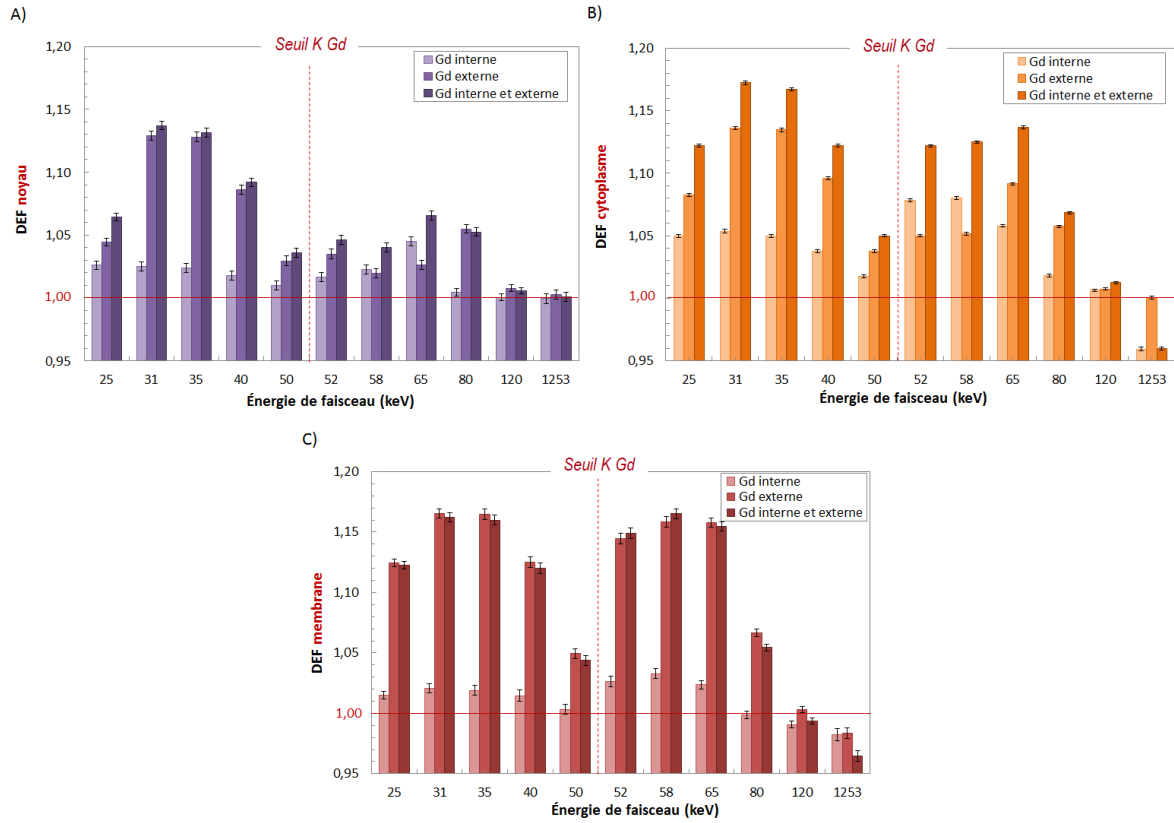 A)
Seuil K Gd
1,20
1,15
1,10
1,05
1,00
0,95
DEF noyau
Gd interne
Gd externe
Gd interne et externe
25 31 35 40 50 52 58 65 80 120 1253
Énergie de faisceau (keV)
B)
Seuil K Gd
1,20
1,15
1,10
1,05
1,00
0,95
DEF cytoplasme
Gd interne
Gd externe
Gd interne et externe
25 31 35 40 50 52 58 65 80 120 1253
Énergie de faisceau (keV)
C)
Seuil K Gd
1,20
1,15
1,10
1,05
1,00
0,95
DEF membrane
Gd interne
Gd externe
Gd interne et externe
25 31 35 40 50 52 58 65 80 120 1253
Énergie de faisceau (keV)